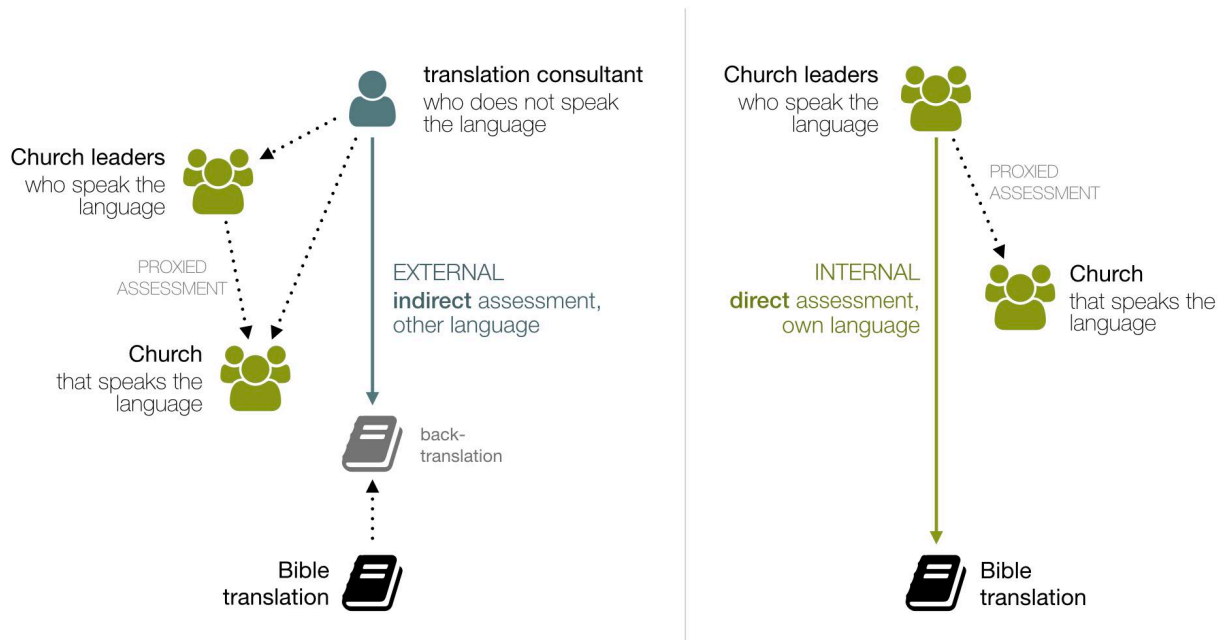 translation consultant
who does not speak
the language
Church leaders
who speak the
language
PROXIED
ASSESSMENT
EXTERNAL
indirect assessment,
other language
Church
that speaks the
language
back-
translation
Bible
translation
Church leaders
who speak the
language
PROXIED
ASSESSMENT
INTERNAL
direct assessment,
own language
Church
that speaks the
language
Bible
translation